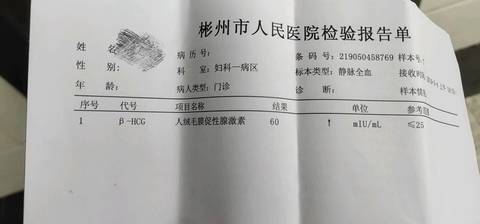 彬州市人民医院检验报告单
姓名 病历号: 条码号: 219050458769 样本号:
性别: 科室: 妇科一病区 标本类型: 静脉全血 接收时
年龄: 病人类型: 门诊 诊断: 样本情
序号 代号 项目名称 结果 单位 参考范围
1 β-HCG 人绒毛膜促性腺激素 60 ↑ mIU/mL ≤25